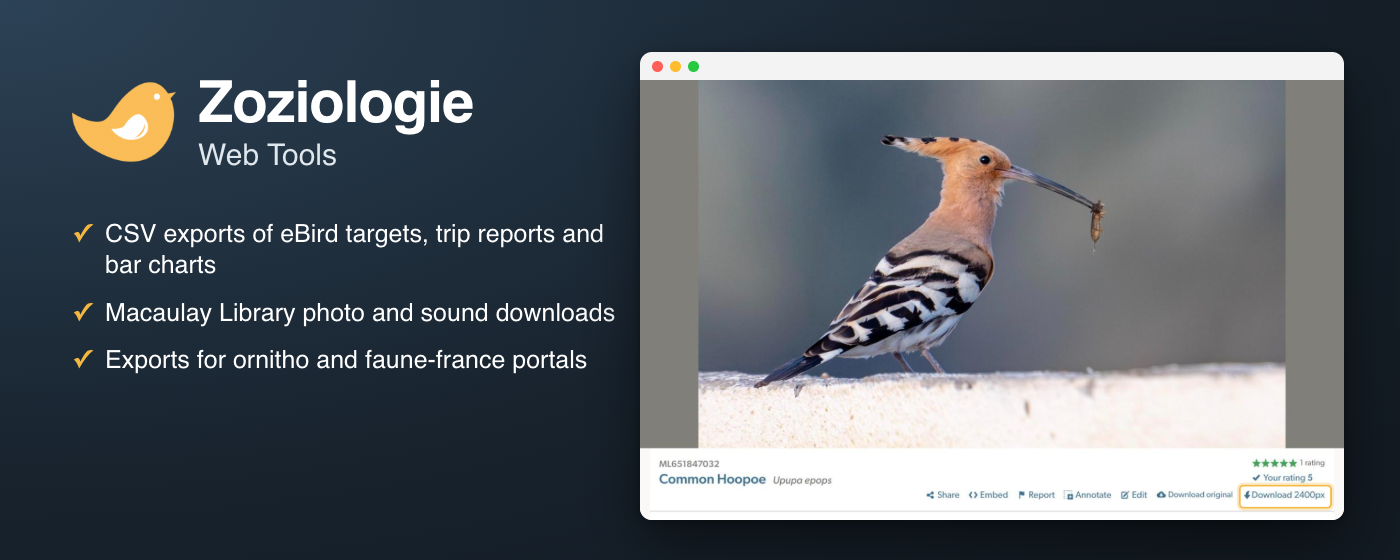 Zoziologie
Web Tools
✓ CSV exports of eBird targets, trip reports and
bar charts
✓ Macaulay Library photo and sound downloads
✓ Exports for ornitho and faune-france portals
ML651847032
Common Hoopoe Upupa epops
★★★★★ 1 rating
✓ Your rating 5
Share Embed Report Annotate Edit Download original Download 2400px